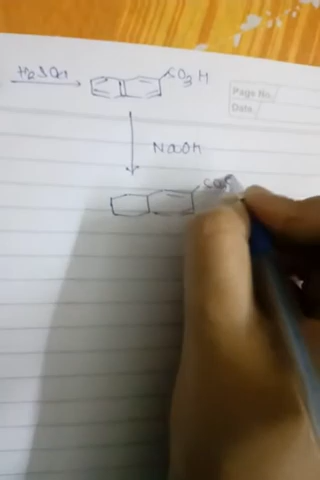 H₂SO₄
SO₃H
Page No.
Date
NaOH